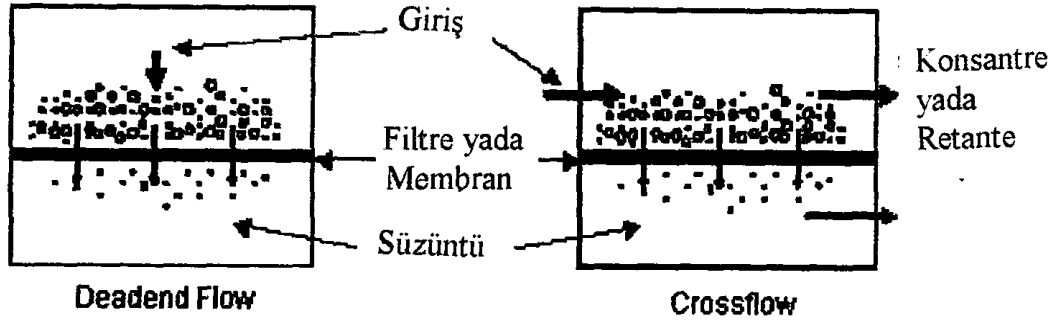 Giriş
Konsantre
yada
Retante
Filtre yada
Membran
Süzüntü
Deadend Flow
Crossflow